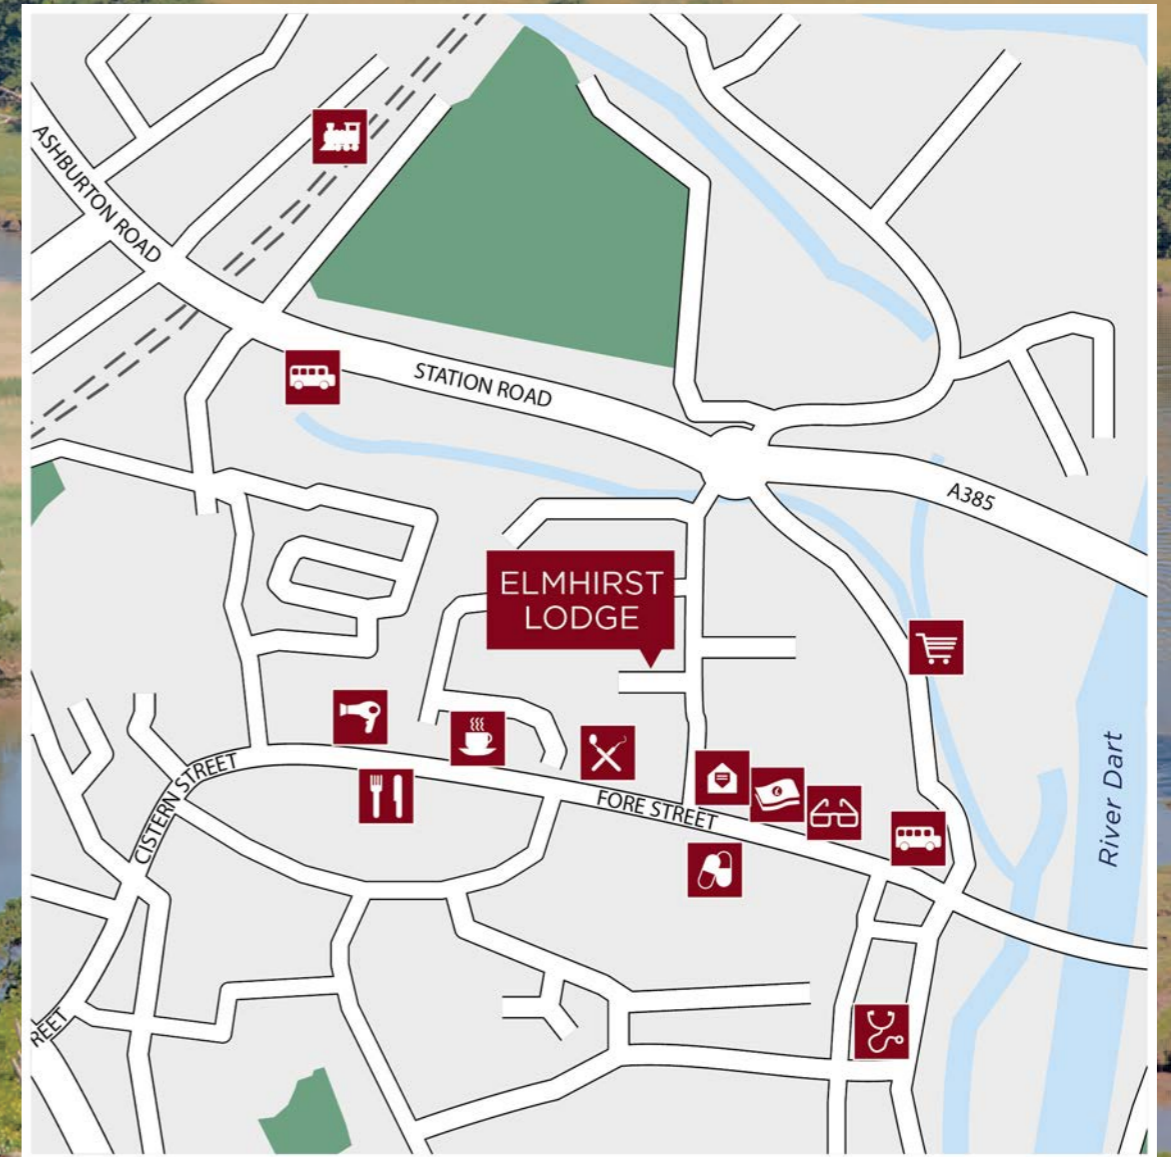 ASHBURTON ROAD
STATION ROAD
A385
ELMHIRST
LODGE
River Dart
CISTERN STREET
FORE STREET
REET